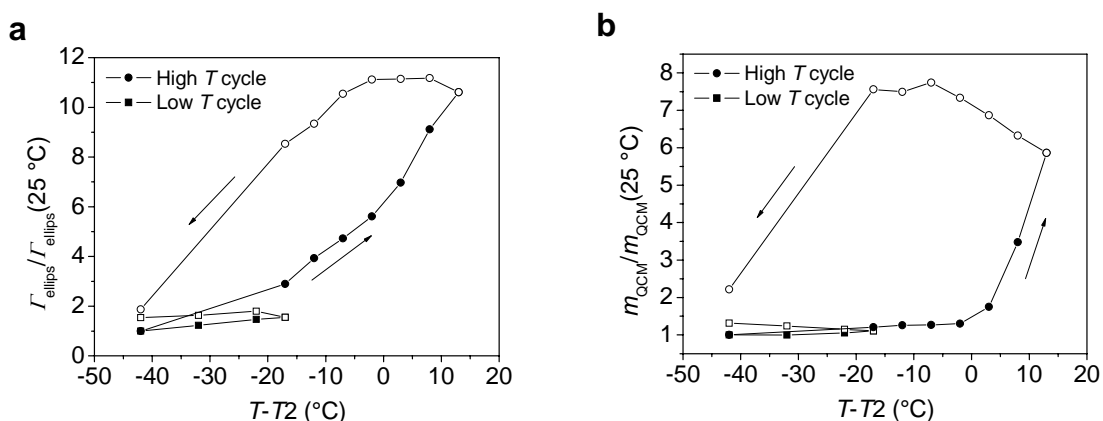 a
12
10
8
6
4
2
0
-50 -40 -30 -20 -10 0 10 20
Γellips/Γellips(25 °C)
T-T2 (°C)
High T cycle
Low T cycle
b
8
7
6
5
4
3
2
1
0
-50 -40 -30 -20 -10 0 10 20
mQCM/mQCM(25 °C)
T-T2 (°C)
High T cycle
Low T cycle